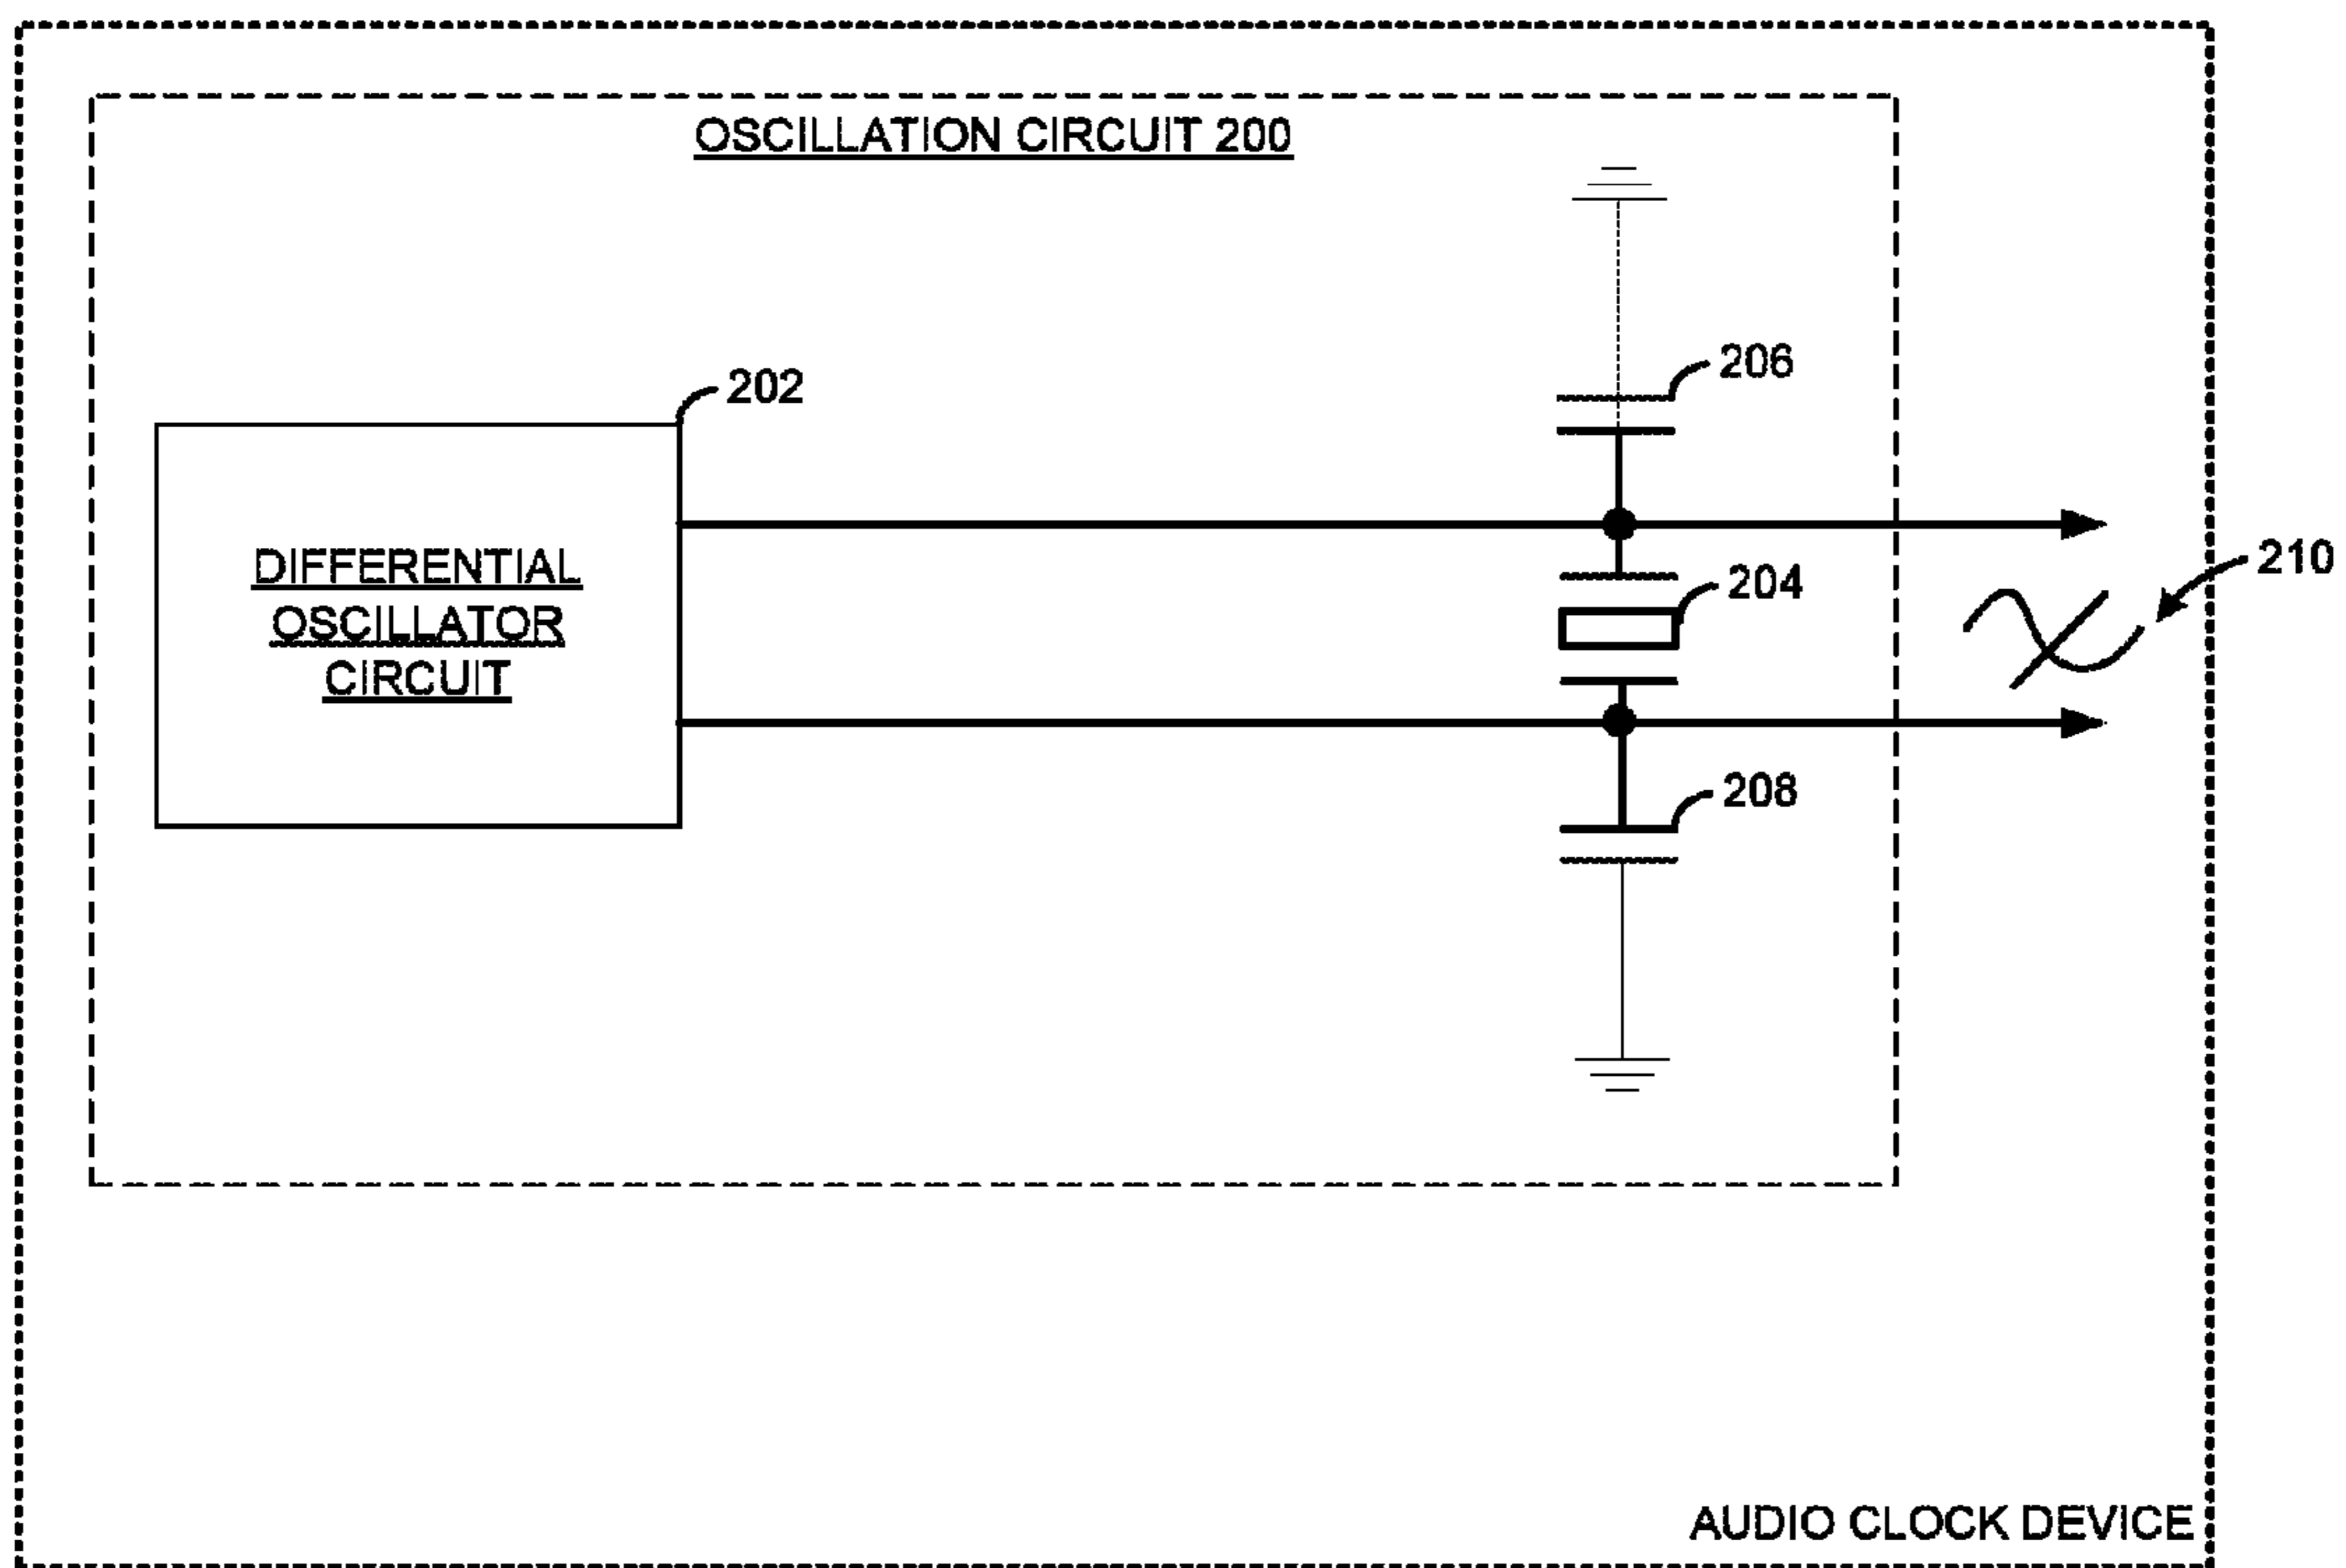 OSCILLATION CIRCUIT 200
206
202
DIFFERENTIAL
OSCILLATOR
CIRCUIT
204
210
208
AUDIO CLOCK DEVICE